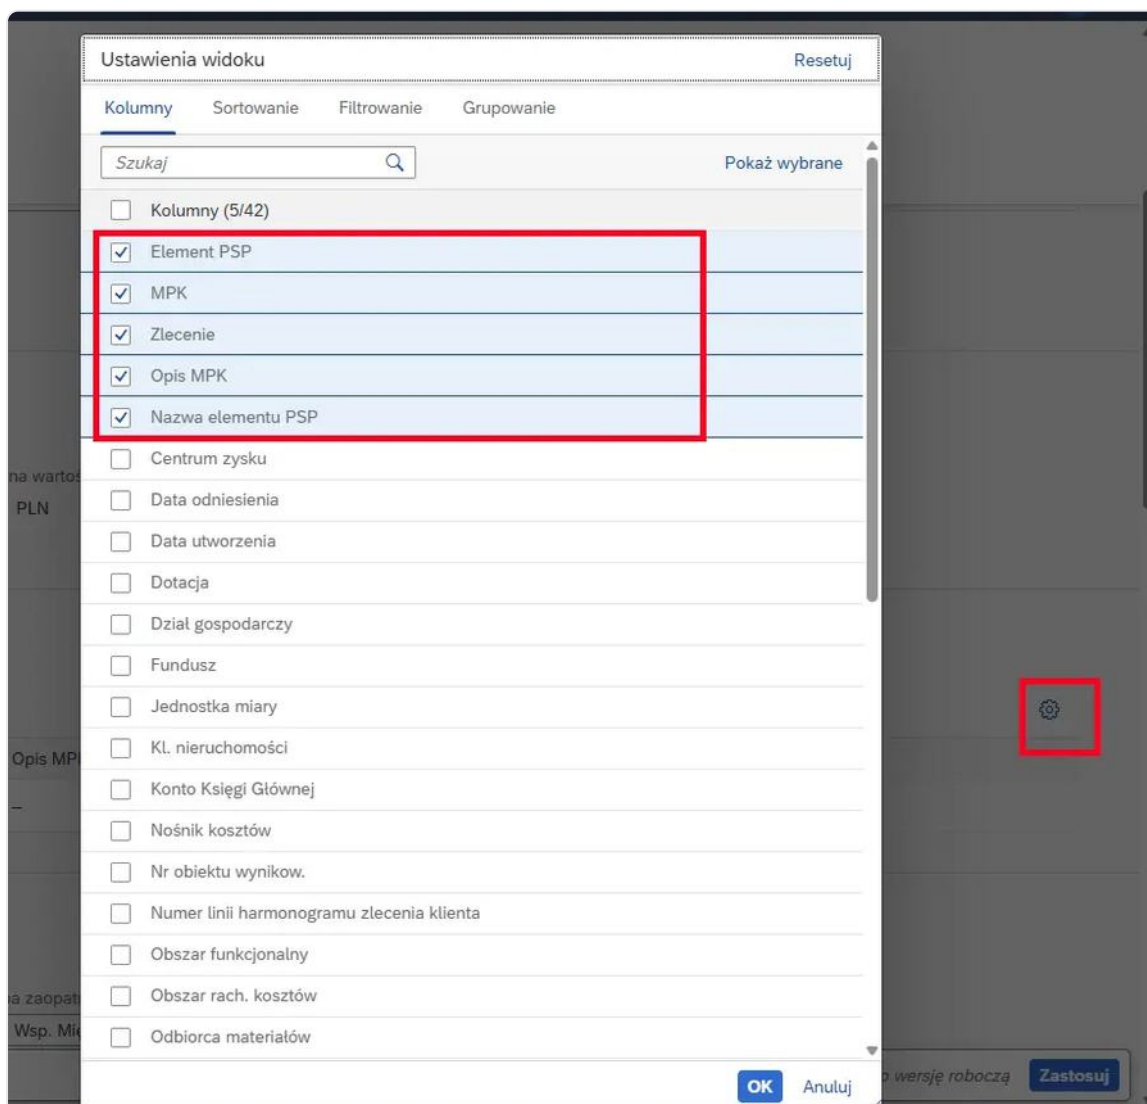 Ustawienia widoku Resetuj
Kolumny Sortowanie Filtrowanie Grupowanie
Szukaj Pokaż wybrane
Kolumny (5/42)
Element PSP
MPK
Zlecenie
Opis MPK
Nazwa elementu PSP
Centrum zysku
na
Data odniesienia
PLN
Data utworzenia
Dotacja
Dział gospodarczy
Fundusz
Jednostka miary
Kl. nieruchomości
Opis
Konto Księgi Głównej
–
Nośnik kosztów
Nr obiektu wynikow.
Numer linii harmonogramu zlecenia klienta
Obszar funkcjonalny
Obszar rach. kosztów
Wsp.
Odbiorca materiałów
wersję roboczą Zastosuj
OK Anuluj